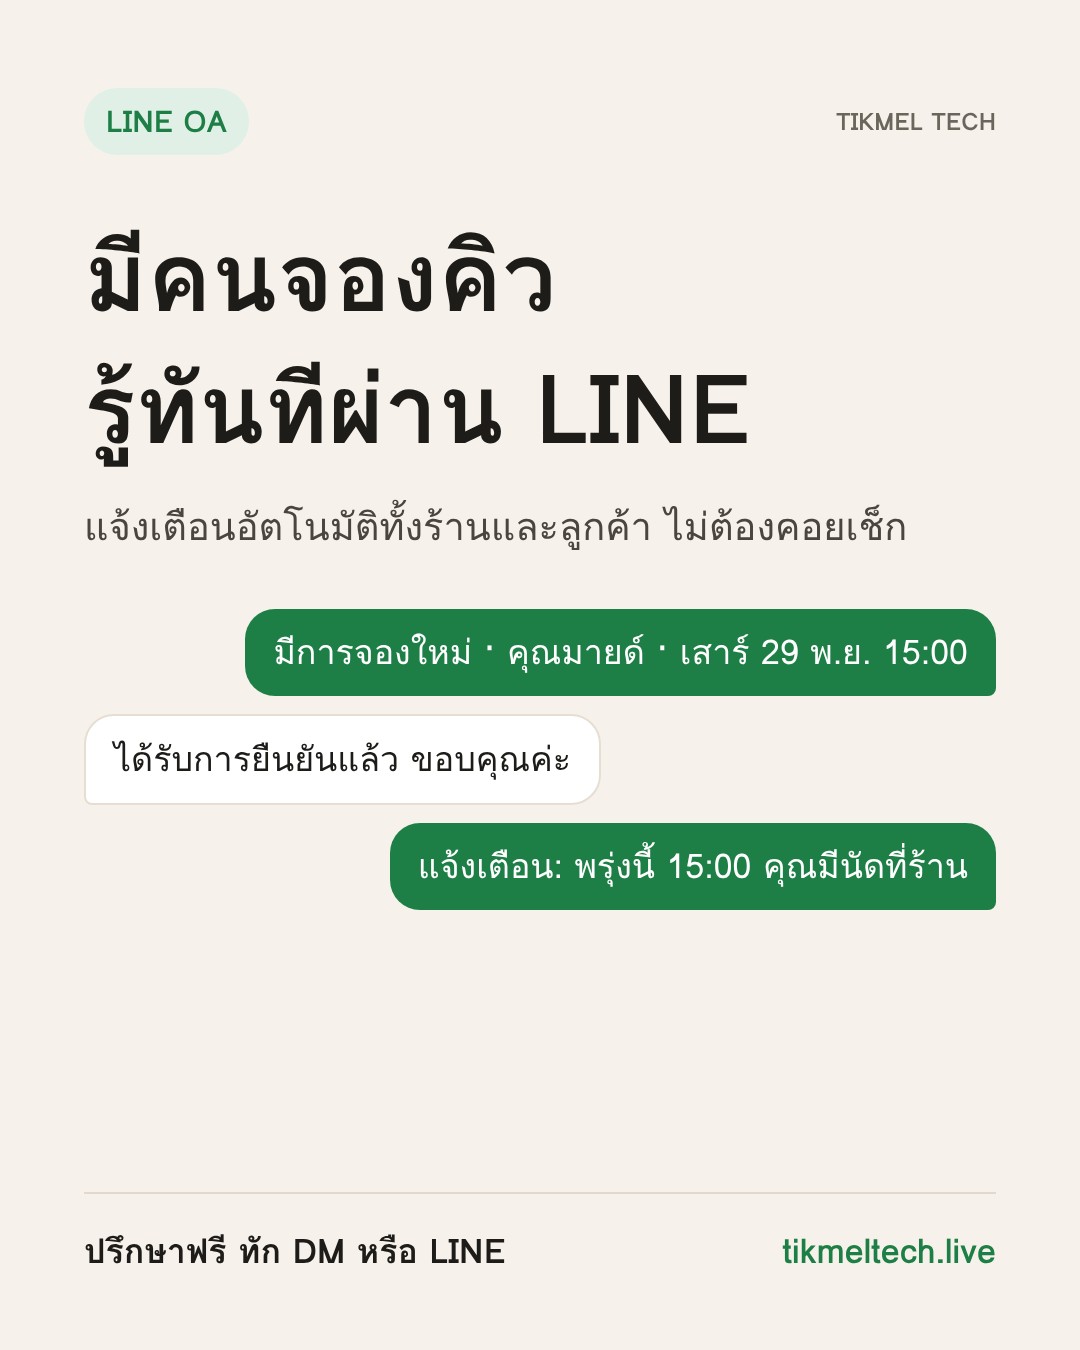 LINE OA
TIKMEL TECH
มีคนจองคิว
รู้ทันทีผ่าน LINE
แจ้งเตือนอัตโนมัติทั้งร้านและลูกค้า ไม่ต้องคอยเช็ก
มีการจองใหม่ · คุณมายด์ · เสาร์ 29 พ.ย. 15:00
ได้รับการยืนยันแล้ว ขอบคุณค่ะ
แจ้งเตือน: พรุ่งนี้ 15:00 คุณมีนัดที่ร้าน
ปรึกษาฟรี ทัก DM หรือ LINE
tikmeltech.live